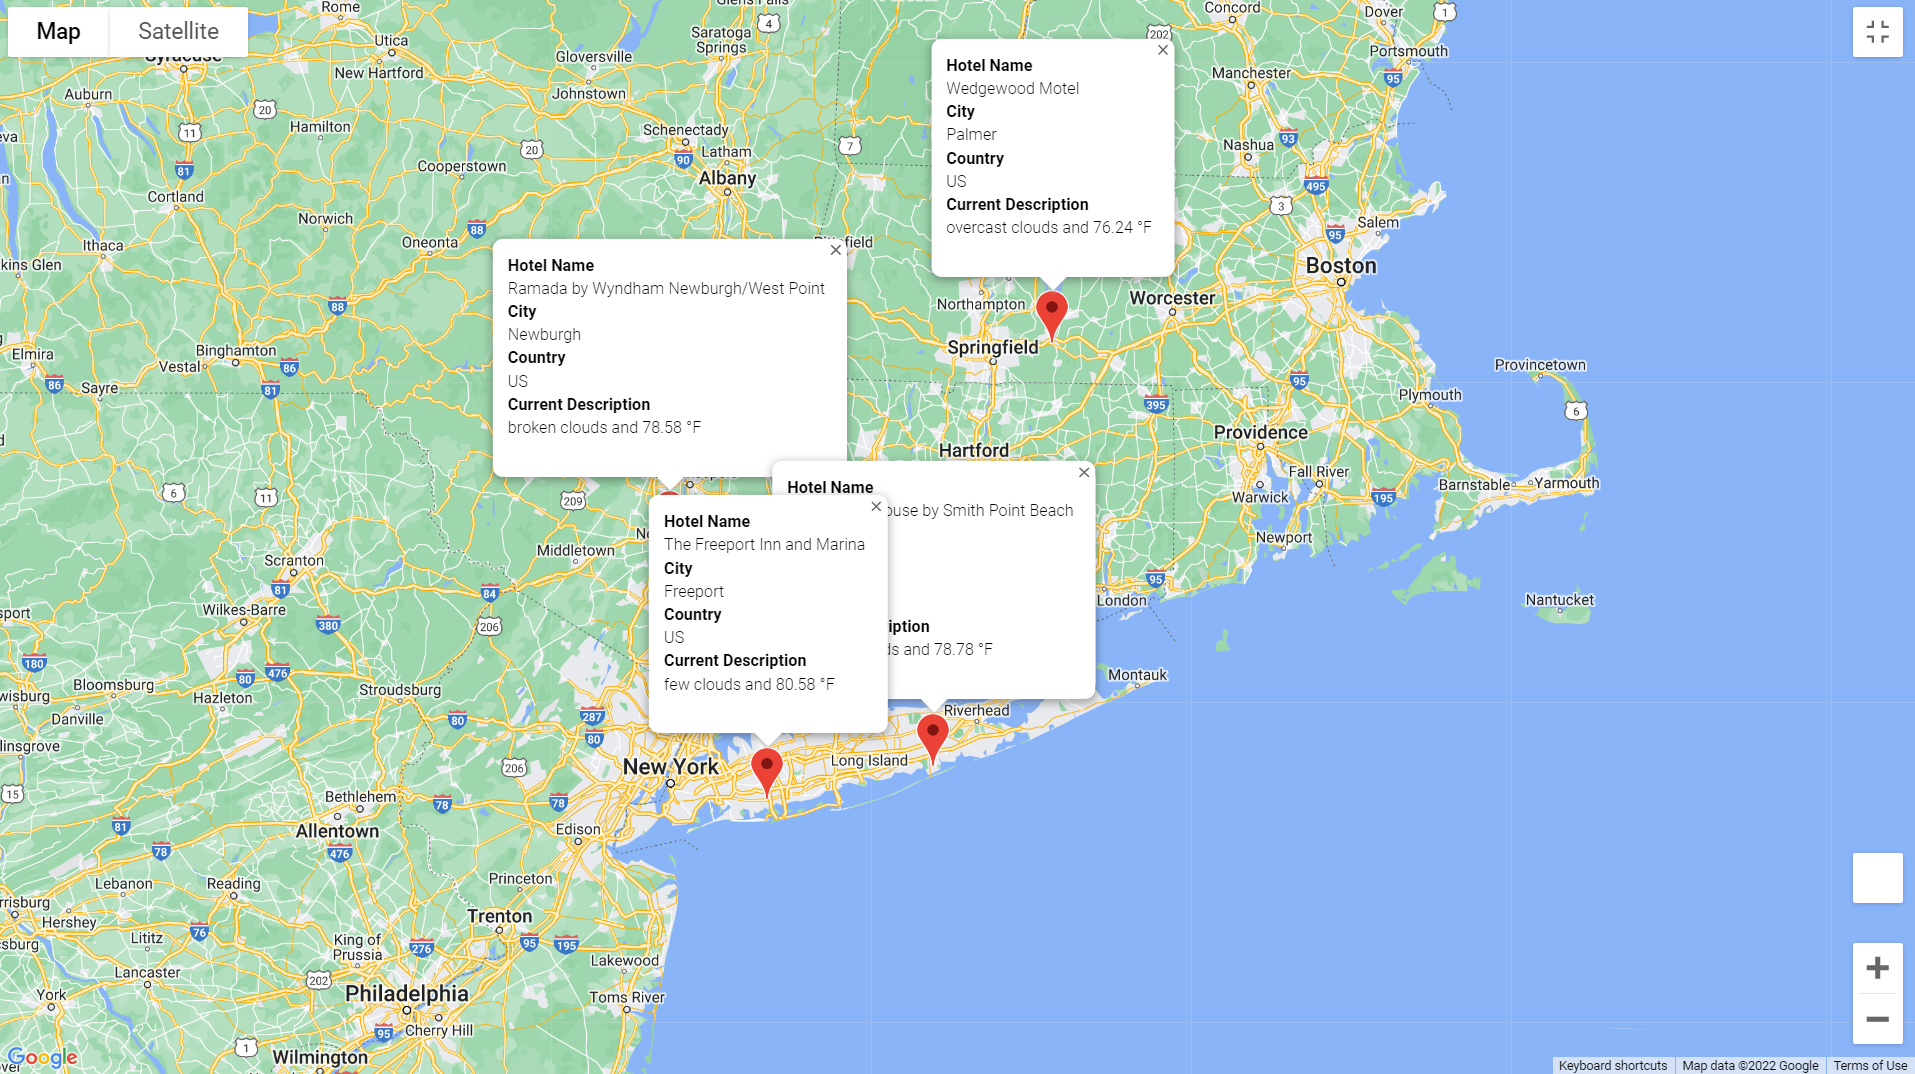 Map
Satellite
Hotel Name
Wedgewood Motel
City
Palmer
Country
US
Current Description
overcast clouds and 76.24 °F
Hotel Name
Ramada by Wyndham Newburgh/West Point
City
Newburgh
Country
US
Current Description
broken clouds and 78.58 °F
Hotel Name
by Smith Point Beach
and 78.78 °F
Hotel Name
The Freeport Inn and Marina
City
Freeport
Country
US
Current Description
few clouds and 80.58 °F
Rome
Utica
New Hartford
Syracuse
Auburn
Hamilton
Gloversville
Johnstown
Saratoga
Springs
Schenectady
Latham
Albany
Cooperstown
Cortland
Norwich
Ithaca
Oneonta
Concord
Dover
Portsmouth
Manchester
Nashua
Salem
Boston
Northampton
Worcester
Springfield
Provincetown
Plymouth
Hartford
Providence
Fall River
Warwick
Barnstable
Yarmouth
Newport
Nantucket
London
Elmira
Binghamton
Vestal
Sayre
Middletown
Scranton
Wilkes-Barre
Bloomsburg
Hazleton
Danville
Stroudsburg
Montauk
Riverhead
Long Island
New York
Bethlehem
Allentown
Edison
Princeton
Trenton
Lebanon
Reading
Hershey
Lititz
Lancaster
King of
Prussia
Lakewood
Toms River
York
Philadelphia
Cherry Hill
Wilmington
4
202
1
95
20
11
81
20
90
7
93
495
3
95
88
88
86
86
81
6
11
209
395
95
6
195
95
84
81
380
206
180
80
476
80
287
80
206
15
78
78
81
78
476
76
276
95
195
202
95
1
Google
Keyboard shortcuts
Map data ©2022 Google
Terms of Use